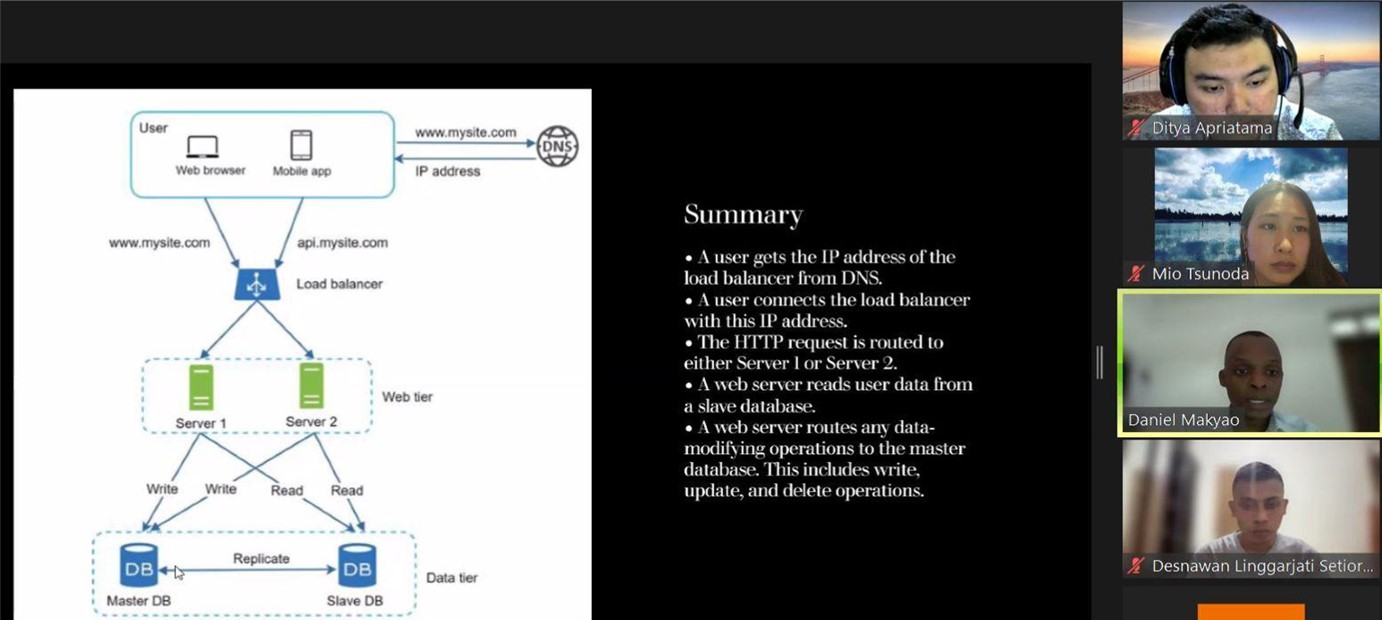 User
Web browser
Mobile app
www.mysite.com
DNS
IP address
www.mysite.com
api.mysite.com
Load balancer
Server 1
Server 2
Web tier
Write
Write
Read
Read
DB
Replicate
DB
Master DB
Slave DB
Data tier
Summary
• A user gets the IP address of the
load balancer from DNS.
• A user connects the load balancer
with this IP address.
• The HTTP request is routed to
either Server 1 or Server 2.
• A web server reads user data from
a slave database.
• A web server routes any data-
modifying operations to the master
database. This includes write,
update, and delete operations.
Ditya Apriatama
Mio Tsunoda
Daniel Makyao
Desnawan Linggarjati Setior...